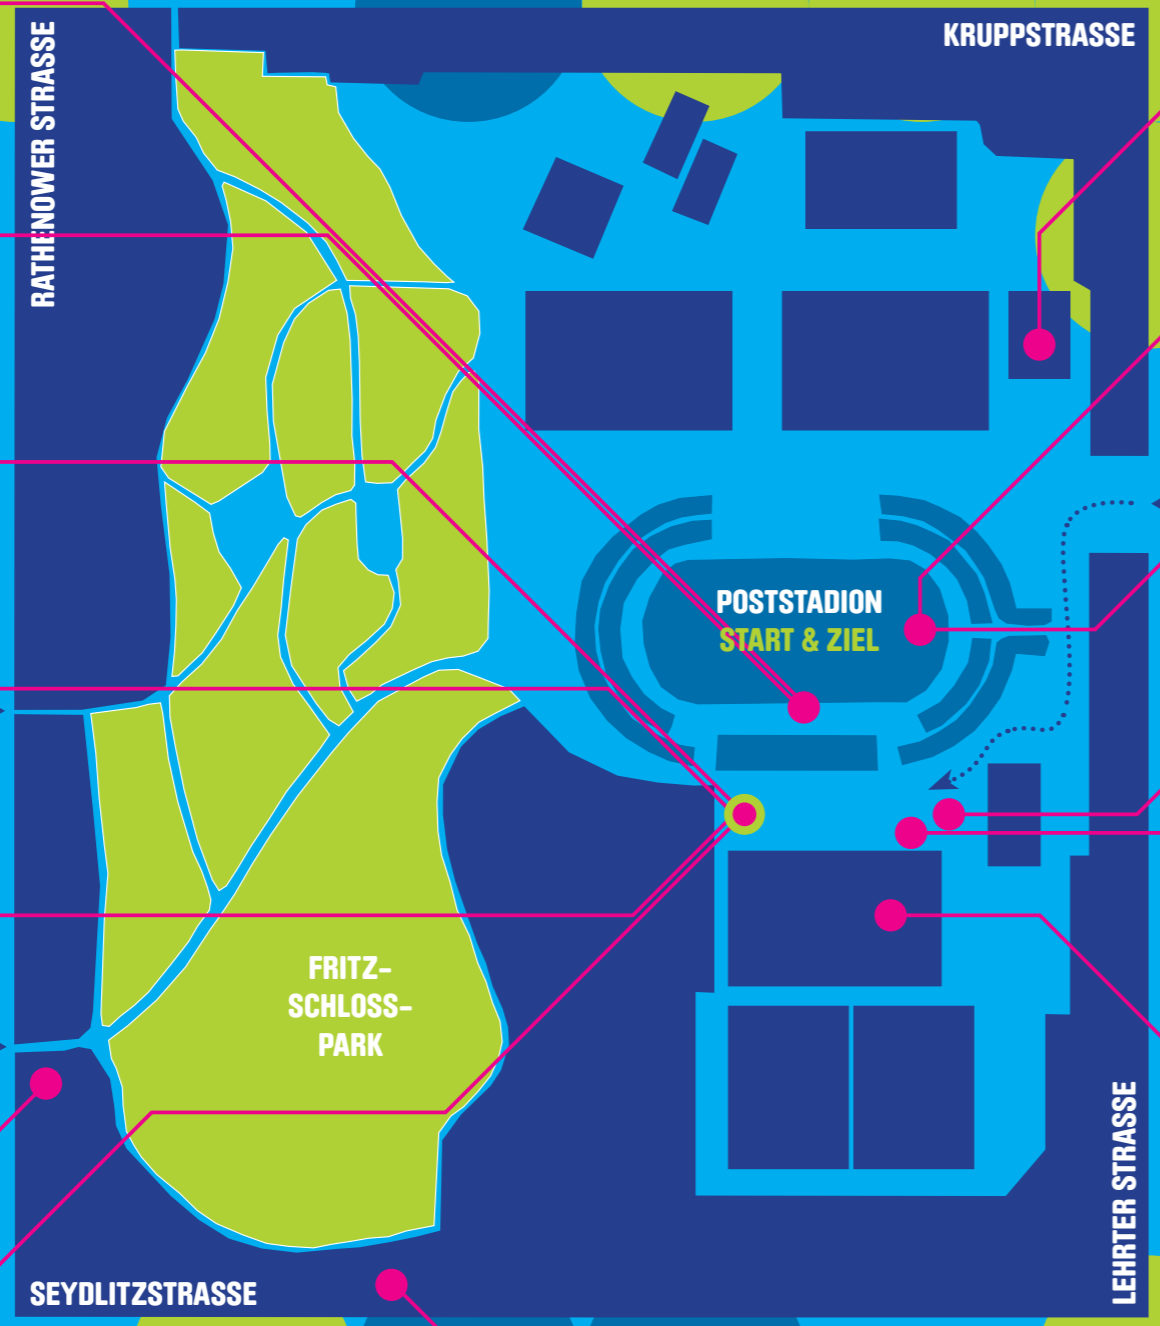 KRUPPSTRASSE
RATHENOWER STRASSE
POSTSTADION
START & ZIEL
FRITZ-
SCHLOSS-
PARK
LEHRTER STRASSE
SEYDLITZSTRASSE